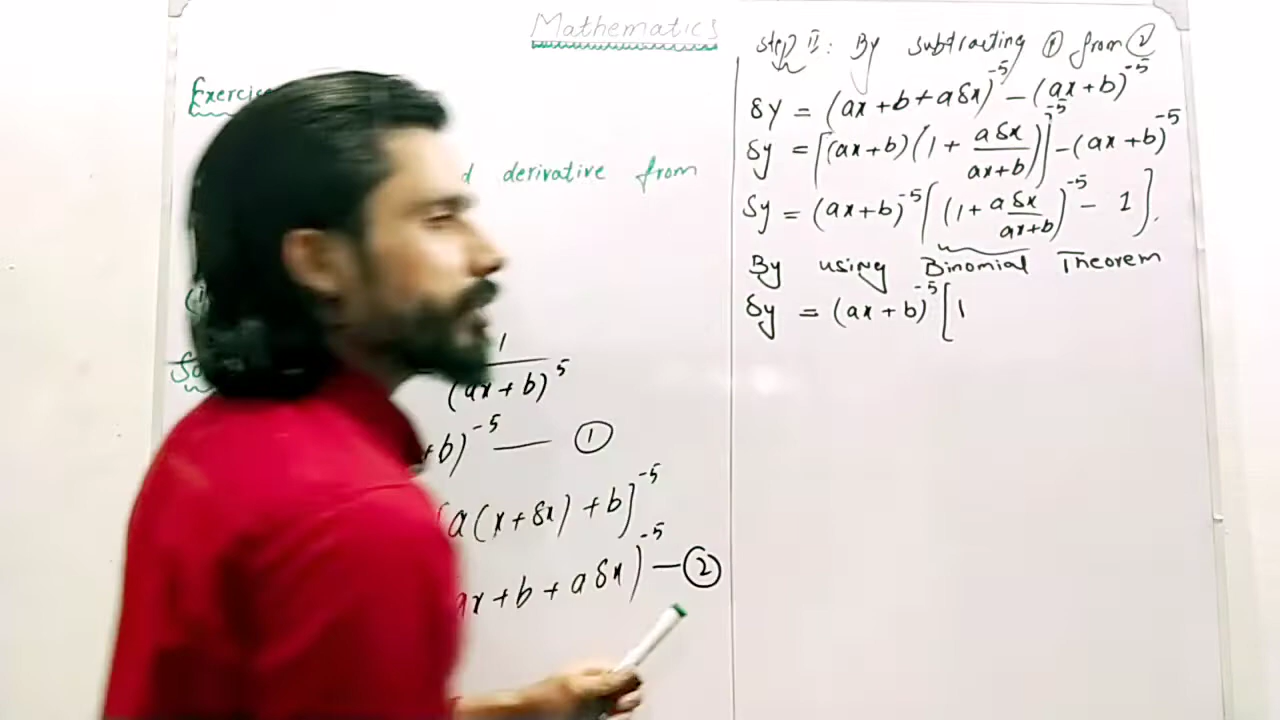 Mathematics
Exercis
d derivative from
(i
So
1
(ax+b)^5
+b)^-5 — ①
[a(x+δx)+b]^-5
ax+b+aδx)^-5 — ②
Step II: By subtracting ① from ②
δy = (ax+b+aδx)^-5 − (ax+b)^-5
δy = [(ax+b)(1+ aδx/ax+b)]^-5 − (ax+b)^-5
δy = (ax+b)^-5 [(1+ aδx/ax+b)^-5 − 1].
By using Binomial Theorem
δy = (ax+b)^-5 [1